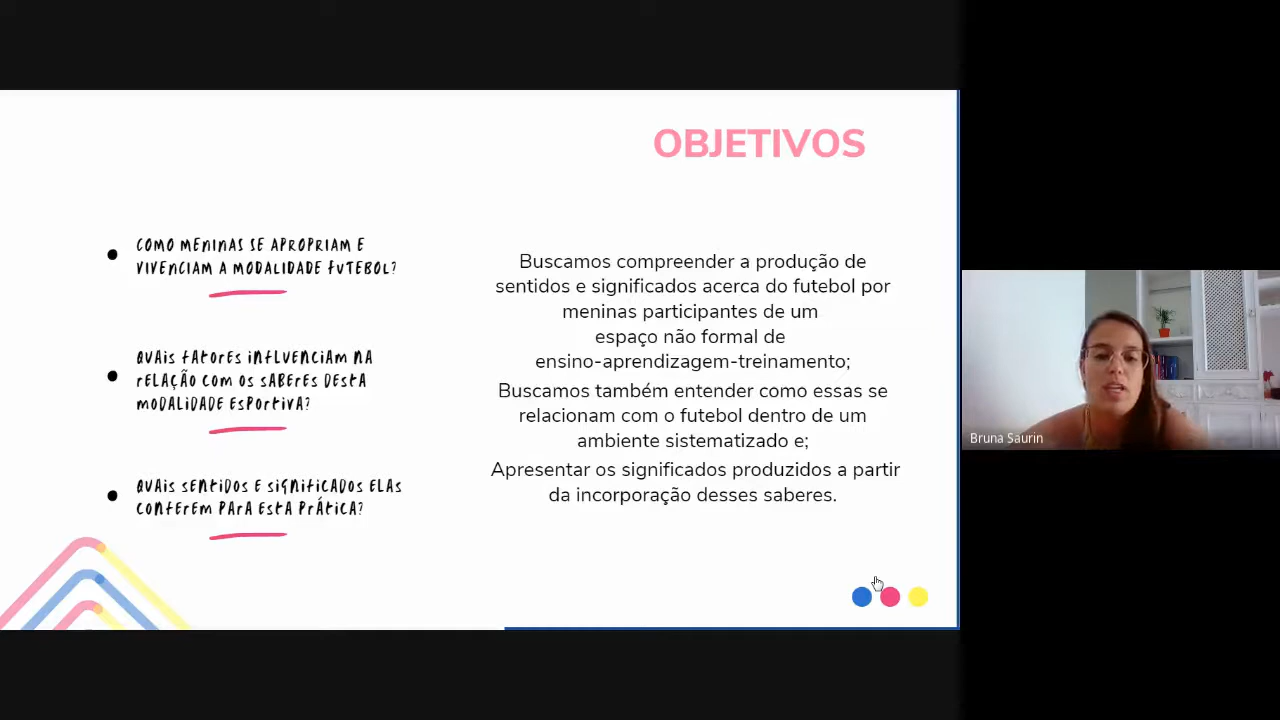 OBJETIVOS
COMO MENINAS SE APROPRIAM E
VIVENCIAM A MODALIDADE FUTEBOL?
QUAIS FATORES INFLUENCIAM NA
RELAÇÃO COM OS SABERES DESTA
MODALIDADE ESPORTIVA?
QUAIS SENTIDOS E SIGNIFICADOS ELAS
CONFEREM PARA ESTA PRÁTICA?
Buscamos compreender a produção de
sentidos e significados acerca do futebol por
meninas participantes de um
espaço não formal de
ensino-aprendizagem-treinamento;
Buscamos também entender como essas se
relacionam com o futebol dentro de um
ambiente sistematizado e;
Apresentar os significados produzidos a partir
da incorporação desses saberes.
Bruna Saurin